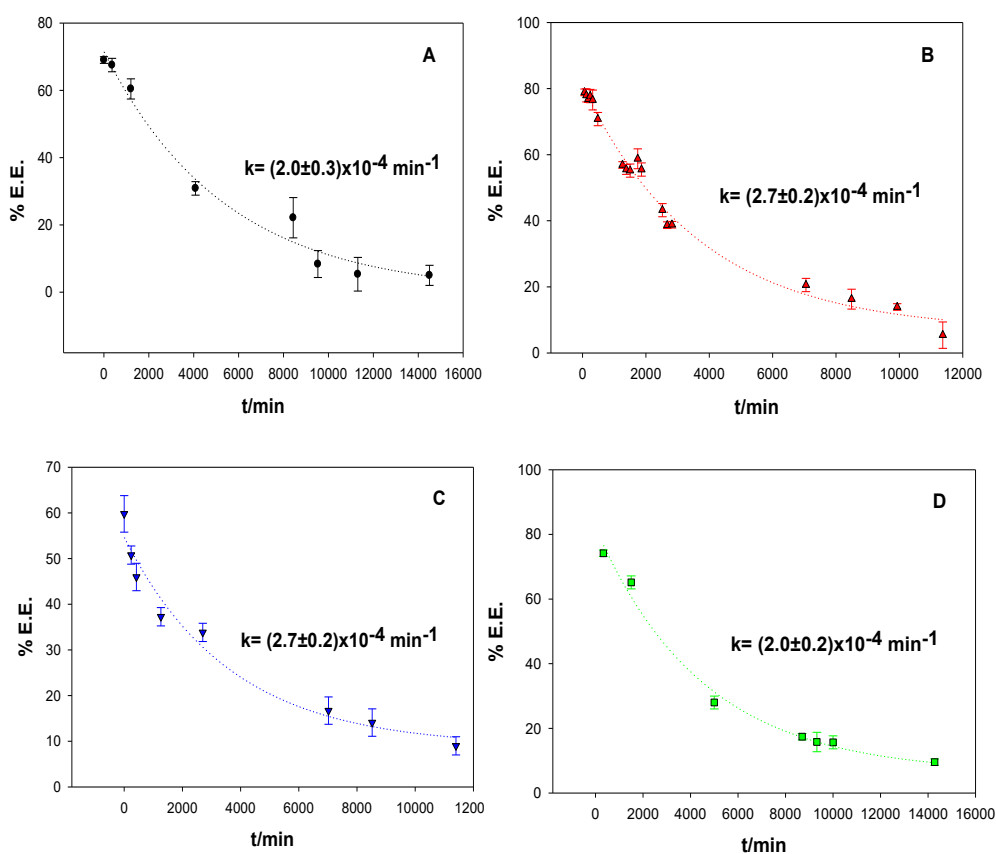 A
k= (2.0±0.3)x10⁻⁴ min⁻¹
% E.E.
80
60
40
20
0
0 2000 4000 6000 8000 10000 12000 14000 16000
t/min
B
k= (2.7±0.2)x10⁻⁴ min⁻¹
% E.E.
100
80
60
40
20
0
0 2000 4000 6000 8000 10000 12000
t/min
C
k= (2.7±0.2)x10⁻⁴ min⁻¹
% E.E.
70
60
50
40
30
20
10
0
0 2000 4000 6000 8000 10000 1200
t/min
D
k= (2.0±0.2)x10⁻⁴ min⁻¹
% E.E.
100
80
60
40
20
0
0 2000 4000 6000 8000 10000 12000 14000 16000
t/min